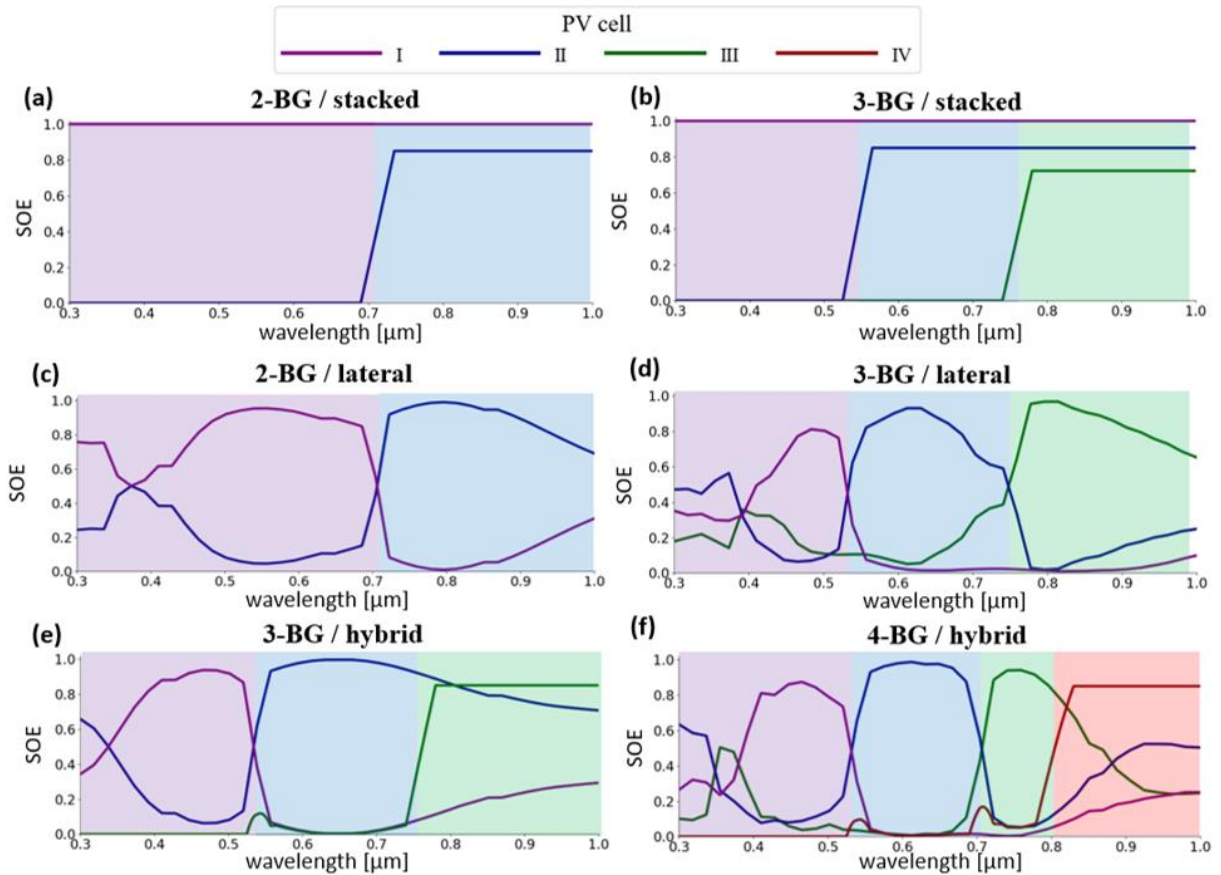 PV cell
I II III IV
(a) 2-BG / stacked
1.0
0.8
0.6
0.4
0.2
0.0
SOE
0.3 0.4 0.5 0.6 0.7 0.8 0.9 1.0
wavelength [μm]
(b) 3-BG / stacked
1.0
0.8
0.6
0.4
0.2
0.0
SOE
0.3 0.4 0.5 0.6 0.7 0.8 0.9 1.0
wavelength [μm]
(c) 2-BG / lateral
1.0
0.8
0.6
0.4
0.2
0.0
SOE
0.3 0.4 0.5 0.6 0.7 0.8 0.9 1.0
wavelength [μm]
(d) 3-BG / lateral
1.0
0.8
0.6
0.4
0.2
0.0
SOE
0.3 0.4 0.5 0.6 0.7 0.8 0.9 1.0
wavelength [μm]
(e) 3-BG / hybrid
1.0
0.8
0.6
0.4
0.2
0.0
SOE
0.3 0.4 0.5 0.6 0.7 0.8 0.9 1.0
wavelength [μm]
(f) 4-BG / hybrid
1.0
0.8
0.6
0.4
0.2
0.0
SOE
0.3 0.4 0.5 0.6 0.7 0.8 0.9 1.0
wavelength [μm]